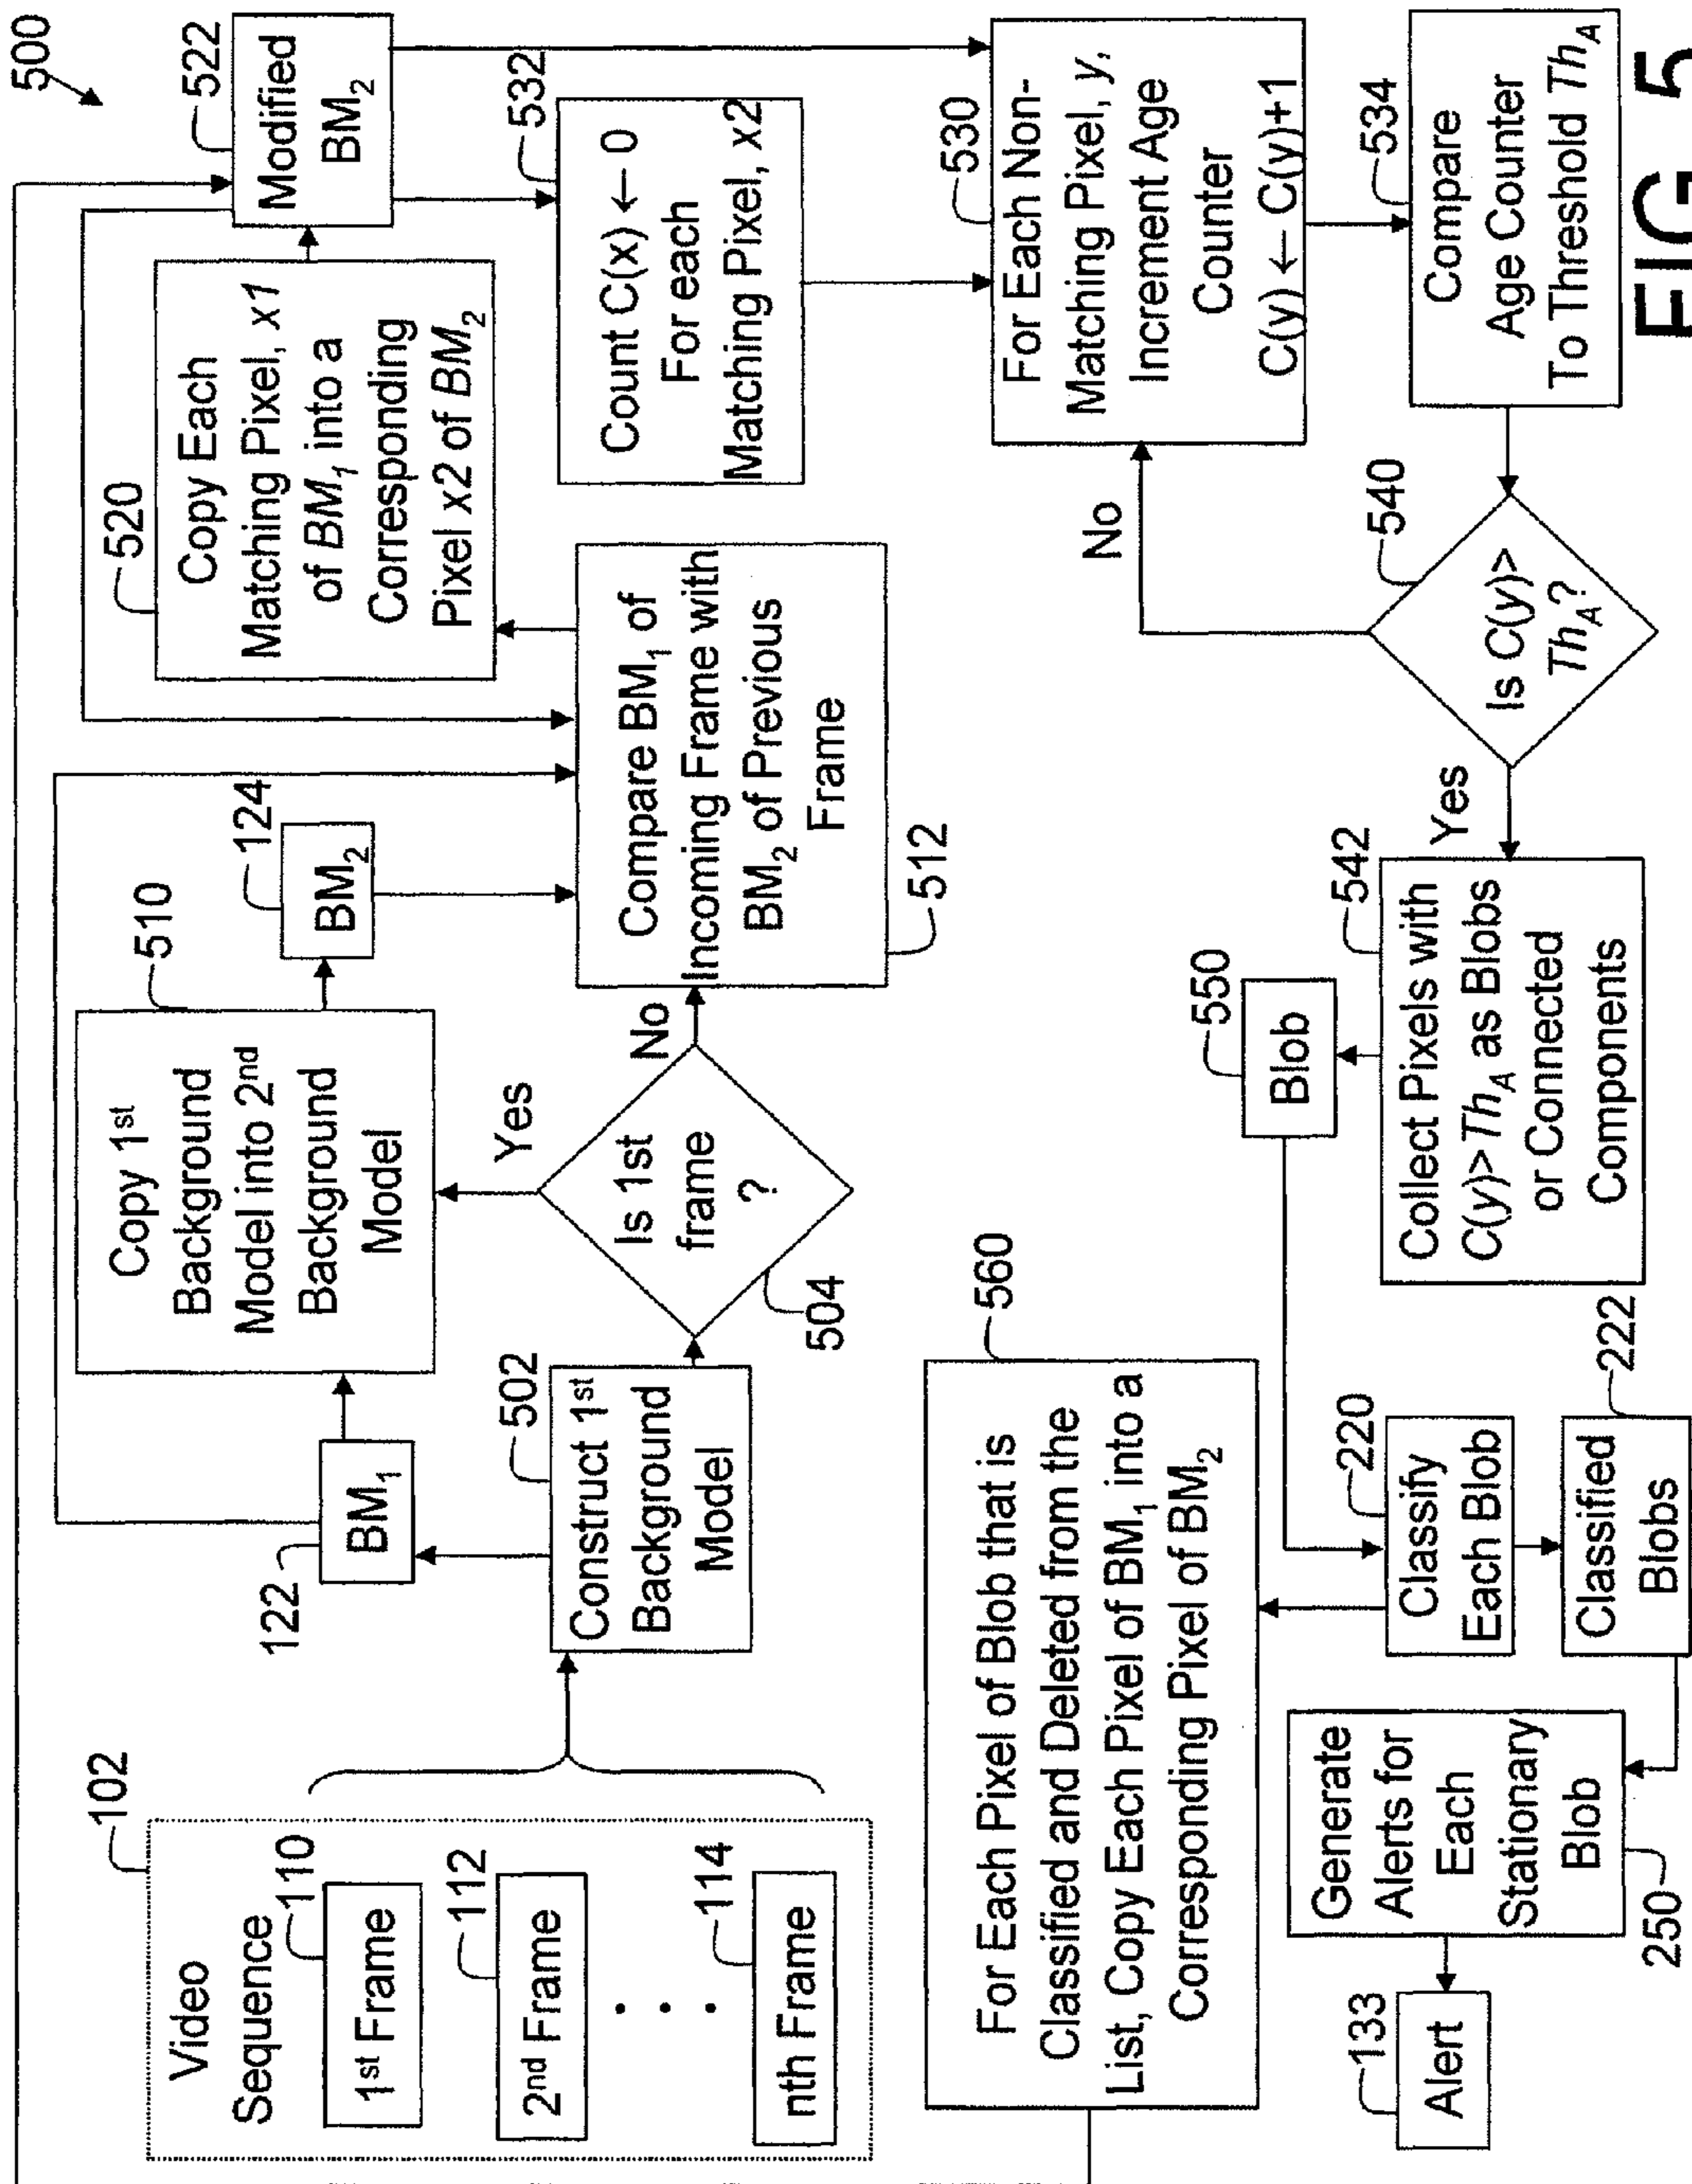 500
Video
Sequence
102
1st Frame
110
2nd Frame
112
. . .
nth Frame
114
122
BM1
Construct 1st
Background
Model
502
Copy 1st
Background
Model into 2nd
Background
Model
510
Is 1st
frame
?
504
Yes
No
BM2
124
Compare BM1 of
Incoming Frame with
BM2 of Previous
Frame
512
520
Copy Each
Matching Pixel, x1
of BM1 into a
Corresponding
Pixel x2 of BM2
522
Modified
BM2
532
Count C(x) ← 0
For each
Matching Pixel, x2
530
For Each Non-
Matching Pixel, y,
Increment Age
Counter
C(y) ← C(y)+1
534
Compare
Age Counter
To Threshold ThA
540
Is C(y)>
ThA?
No
Yes
542
Collect Pixels with
C(y)> ThA as Blobs
or Connected
Components
550
Blob
560
For Each Pixel of Blob that is
Classified and Deleted from the
List, Copy Each Pixel of BM1 into a
Corresponding Pixel of BM2
220
Classify
Each Blob
222
Classified
Blobs
Generate
Alerts for
Each
Stationary
Blob
250
133
Alert
FIG 5